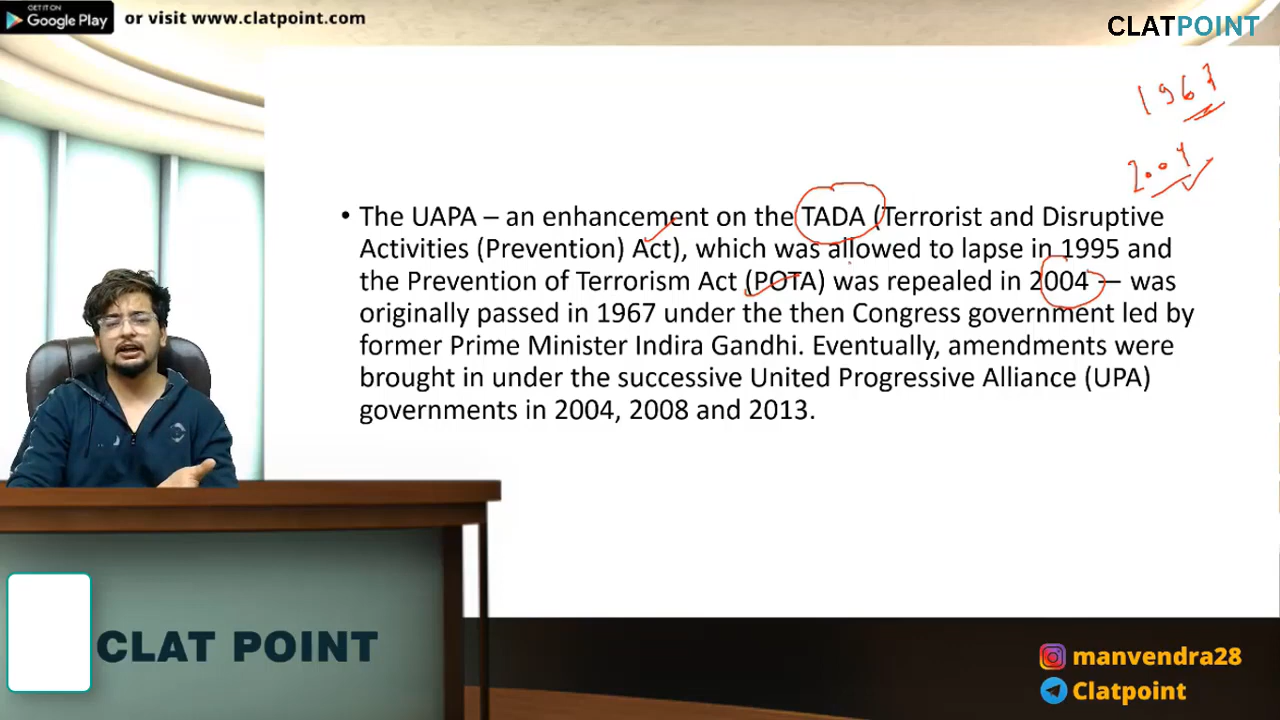 GET IT ON
Google Play
or visit www.clatpoint.com
CLATPOINT
1967
2004
• The UAPA – an enhancement on the TADA (Terrorist and Disruptive
Activities (Prevention) Act), which was allowed to lapse in 1995 and
the Prevention of Terrorism Act (POTA) was repealed in 2004 — was
originally passed in 1967 under the then Congress government led by
former Prime Minister Indira Gandhi. Eventually, amendments were
brought in under the successive United Progressive Alliance (UPA)
governments in 2004, 2008 and 2013.
CLAT POINT
manvendra28
Clatpoint